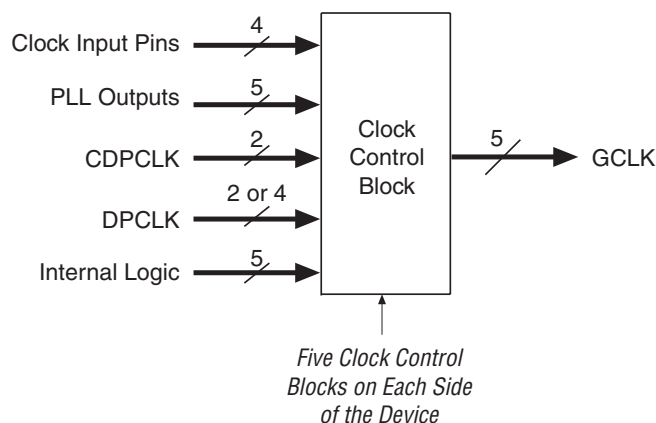 Clock Input Pins
4
PLL Outputs
5
CDPCLK
2
DPCLK
2 or 4
Internal Logic
5
Clock
Control
Block
5
GCLK
Five Clock Control
Blocks on Each Side
of the Device